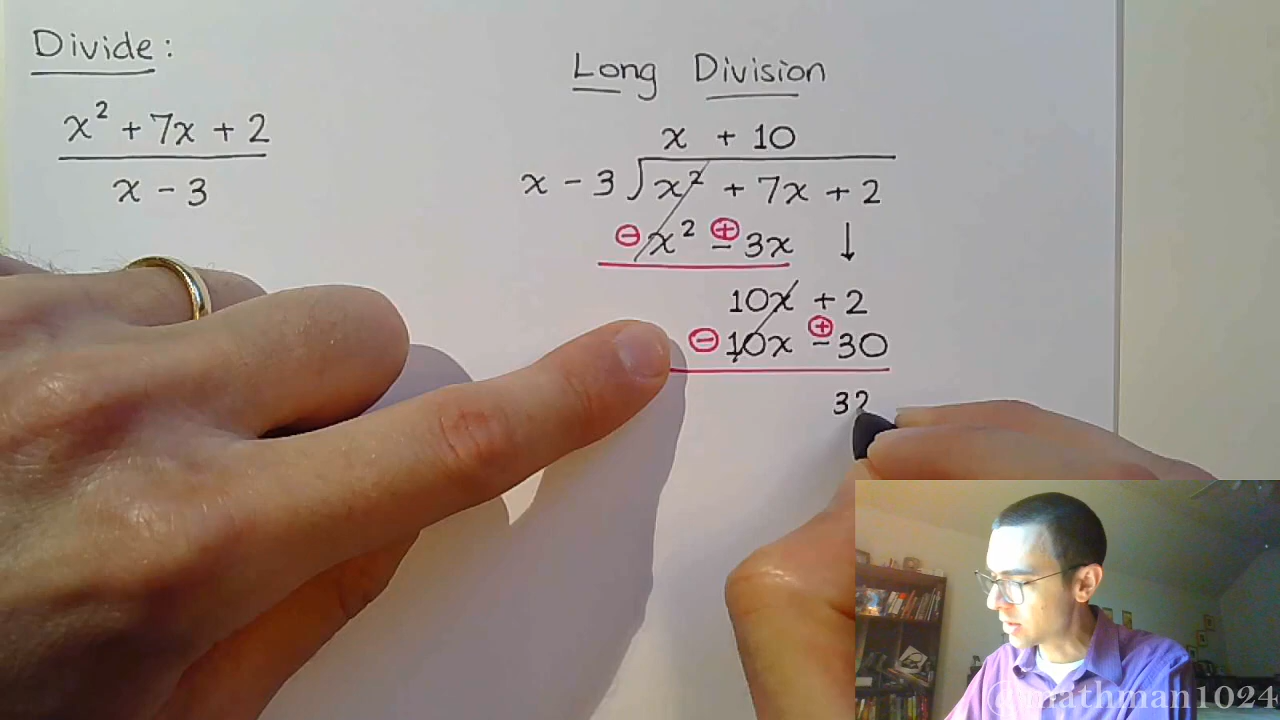 Divide:
x² + 7x + 2
x - 3
Long Division
x + 10
x - 3 x² + 7x + 2
⊖ x² ⊕ - 3x ↓
10x + 2
⊖ 10x ⊕ - 30
32
@mathman1024